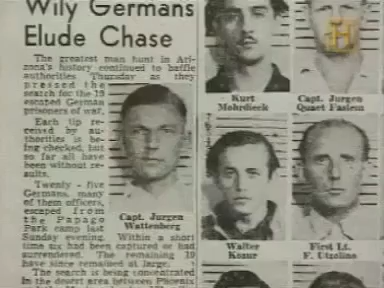 Wily Germans
Elude Chase
The greatest man hunt in Ari-
zona's history continued to baffle
authorities Thursday as they
pressed the
search for the 19
escaped German
prisoners of war.
Each tip re-
ceived by au-
thorities is be-
ing checked, but
so far all have
been without re-
sults.
Twenty-five
Germans, many
of them officers,
escaped from
the Papago
Park camp last
Sunday evening. Within a short
time six had been captured or had
surrendered. The remaining 19
have since remained at large.
The search is being concentrated
in the desert area between Phoenix
Capt. Jurgen
Wattenberg
Kurt
Mohrdieck
Capt. Jurgen
Quaet Faslem
Walter
Kozur
First Lt.
F. Utzolino
H